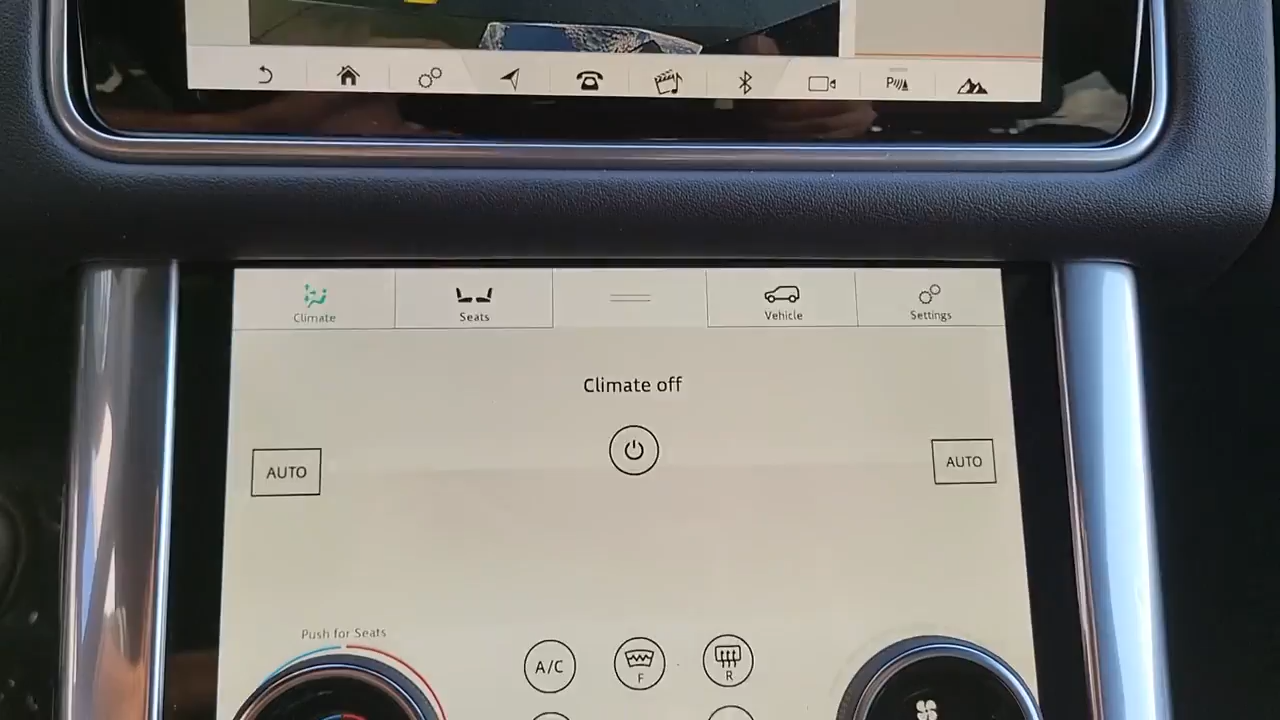 P
Climate
Seats
Vehicle
Settings
Climate off
AUTO
AUTO
Push for Seats
A/C
F
R